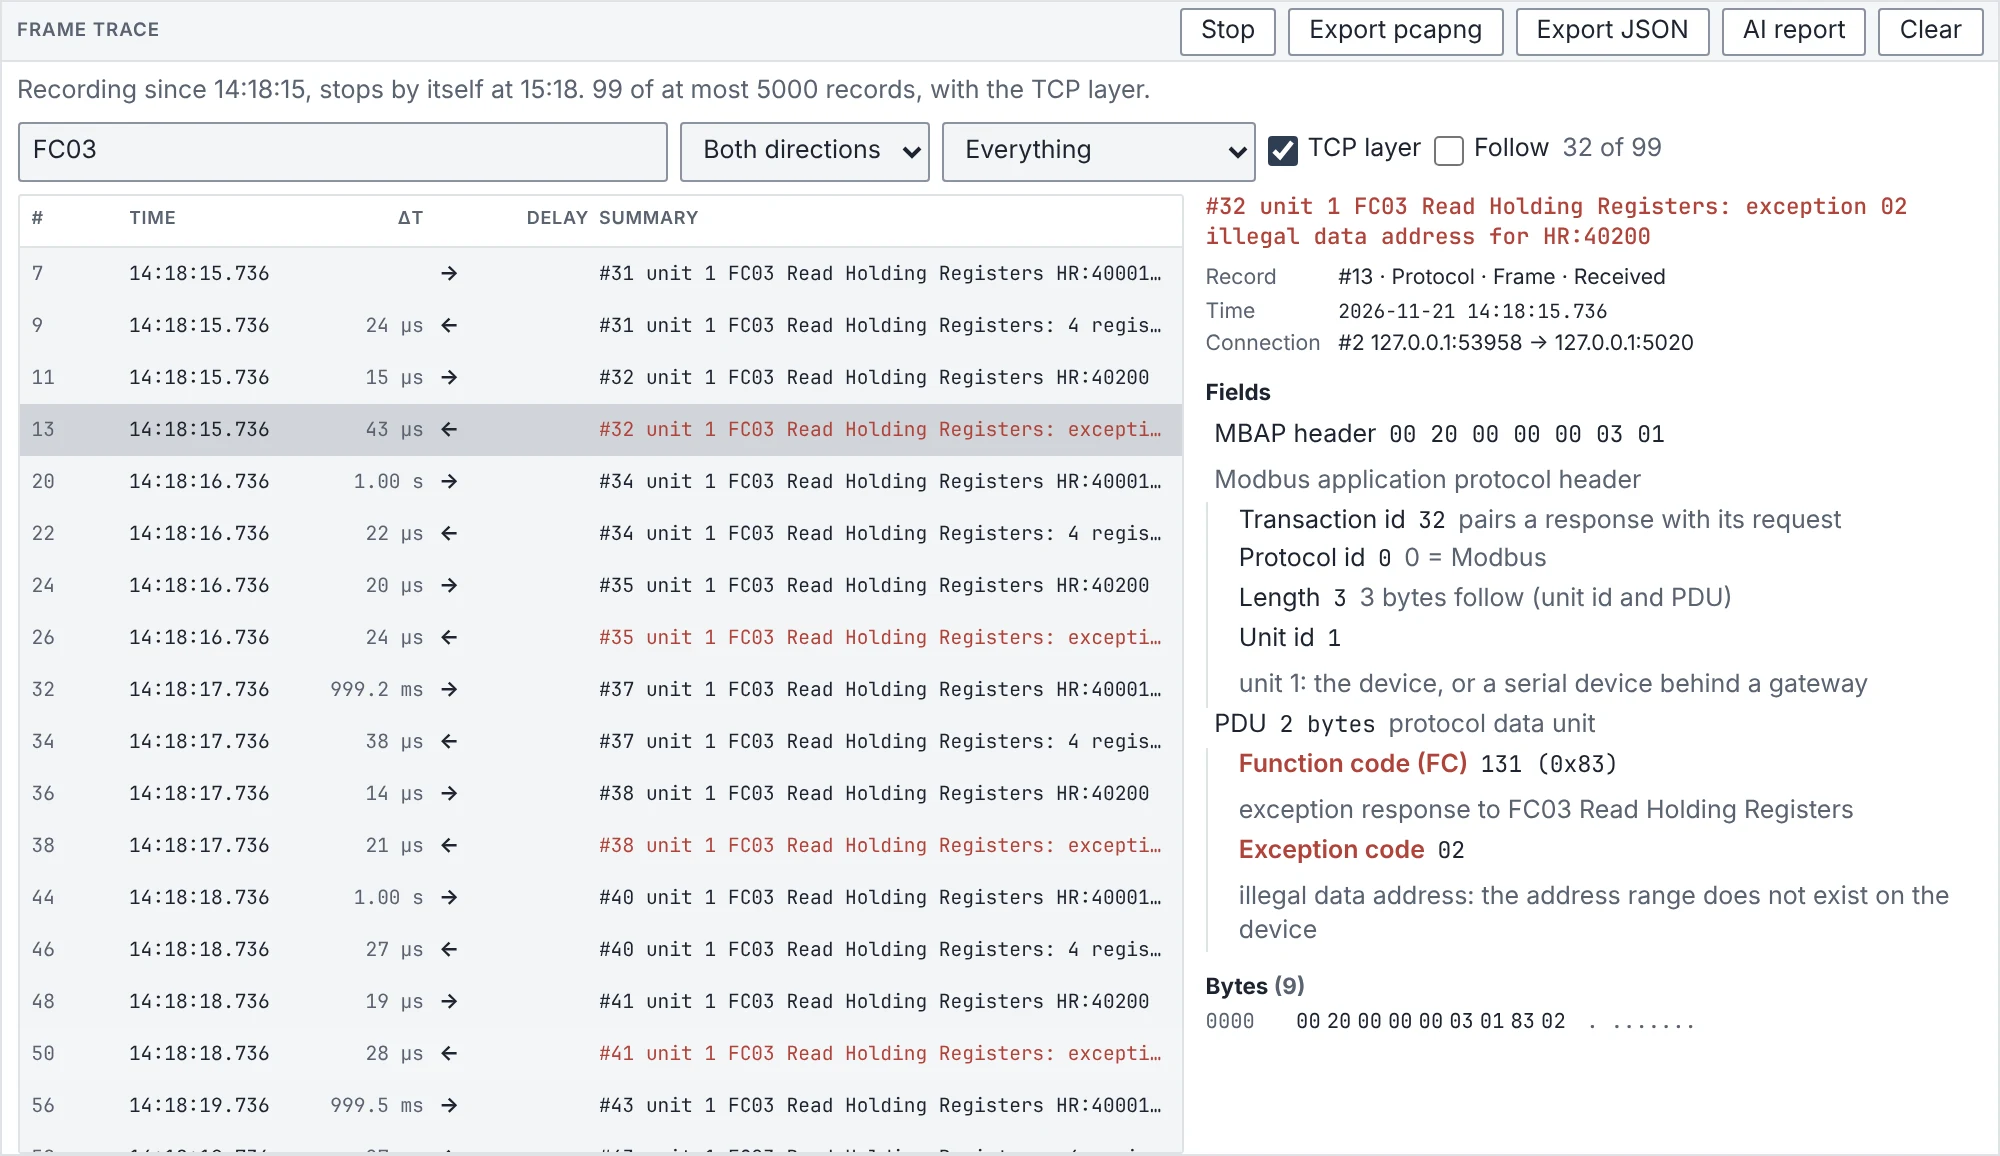 FRAME TRACE
Stop
Export pcapng
Export JSON
AI report
Clear
Recording since 14:18:15, stops by itself at 15:18. 99 of at most 5000 records, with the TCP layer.
FC03
Both directions
Everything
TCP layer
Follow
32 of 99
# TIME ΔT DELAY SUMMARY
7 14:18:15.736 → #31 unit 1 FC03 Read Holding Registers HR:40001…
9 14:18:15.736 24 µs ← #31 unit 1 FC03 Read Holding Registers: 4 regis…
11 14:18:15.736 15 µs → #32 unit 1 FC03 Read Holding Registers HR:40200
13 14:18:15.736 43 µs ← #32 unit 1 FC03 Read Holding Registers: excepti…
20 14:18:16.736 1.00 s → #34 unit 1 FC03 Read Holding Registers HR:40001…
22 14:18:16.736 22 µs ← #34 unit 1 FC03 Read Holding Registers: 4 regis…
24 14:18:16.736 20 µs → #35 unit 1 FC03 Read Holding Registers HR:40200
26 14:18:16.736 24 µs ← #35 unit 1 FC03 Read Holding Registers: excepti…
32 14:18:17.736 999.2 ms → #37 unit 1 FC03 Read Holding Registers HR:40001…
34 14:18:17.736 38 µs ← #37 unit 1 FC03 Read Holding Registers: 4 regis…
36 14:18:17.736 14 µs → #38 unit 1 FC03 Read Holding Registers HR:40200
38 14:18:17.736 21 µs ← #38 unit 1 FC03 Read Holding Registers: excepti…
44 14:18:18.736 1.00 s → #40 unit 1 FC03 Read Holding Registers HR:40001…
46 14:18:18.736 27 µs ← #40 unit 1 FC03 Read Holding Registers: 4 regis…
48 14:18:18.736 19 µs → #41 unit 1 FC03 Read Holding Registers HR:40200
50 14:18:18.736 28 µs ← #41 unit 1 FC03 Read Holding Registers: excepti…
56 14:18:19.736 999.5 ms → #43 unit 1 FC03 Read Holding Registers HR:40001…
#32 unit 1 FC03 Read Holding Registers: exception 02
illegal data address for HR:40200
Record #13 · Protocol · Frame · Received
Time 2026-11-21 14:18:15.736
Connection #2 127.0.0.1:53958 → 127.0.0.1:5020
Fields
MBAP header 00 20 00 00 00 03 01
Modbus application protocol header
Transaction id 32 pairs a response with its request
Protocol id 0 0 = Modbus
Length 3 3 bytes follow (unit id and PDU)
Unit id 1
unit 1: the device, or a serial device behind a gateway
PDU 2 bytes protocol data unit
Function code (FC) 131 (0x83)
exception response to FC03 Read Holding Registers
Exception code 02
illegal data address: the address range does not exist on the
device
Bytes (9)
0000 00 20 00 00 00 03 01 83 02 . .......